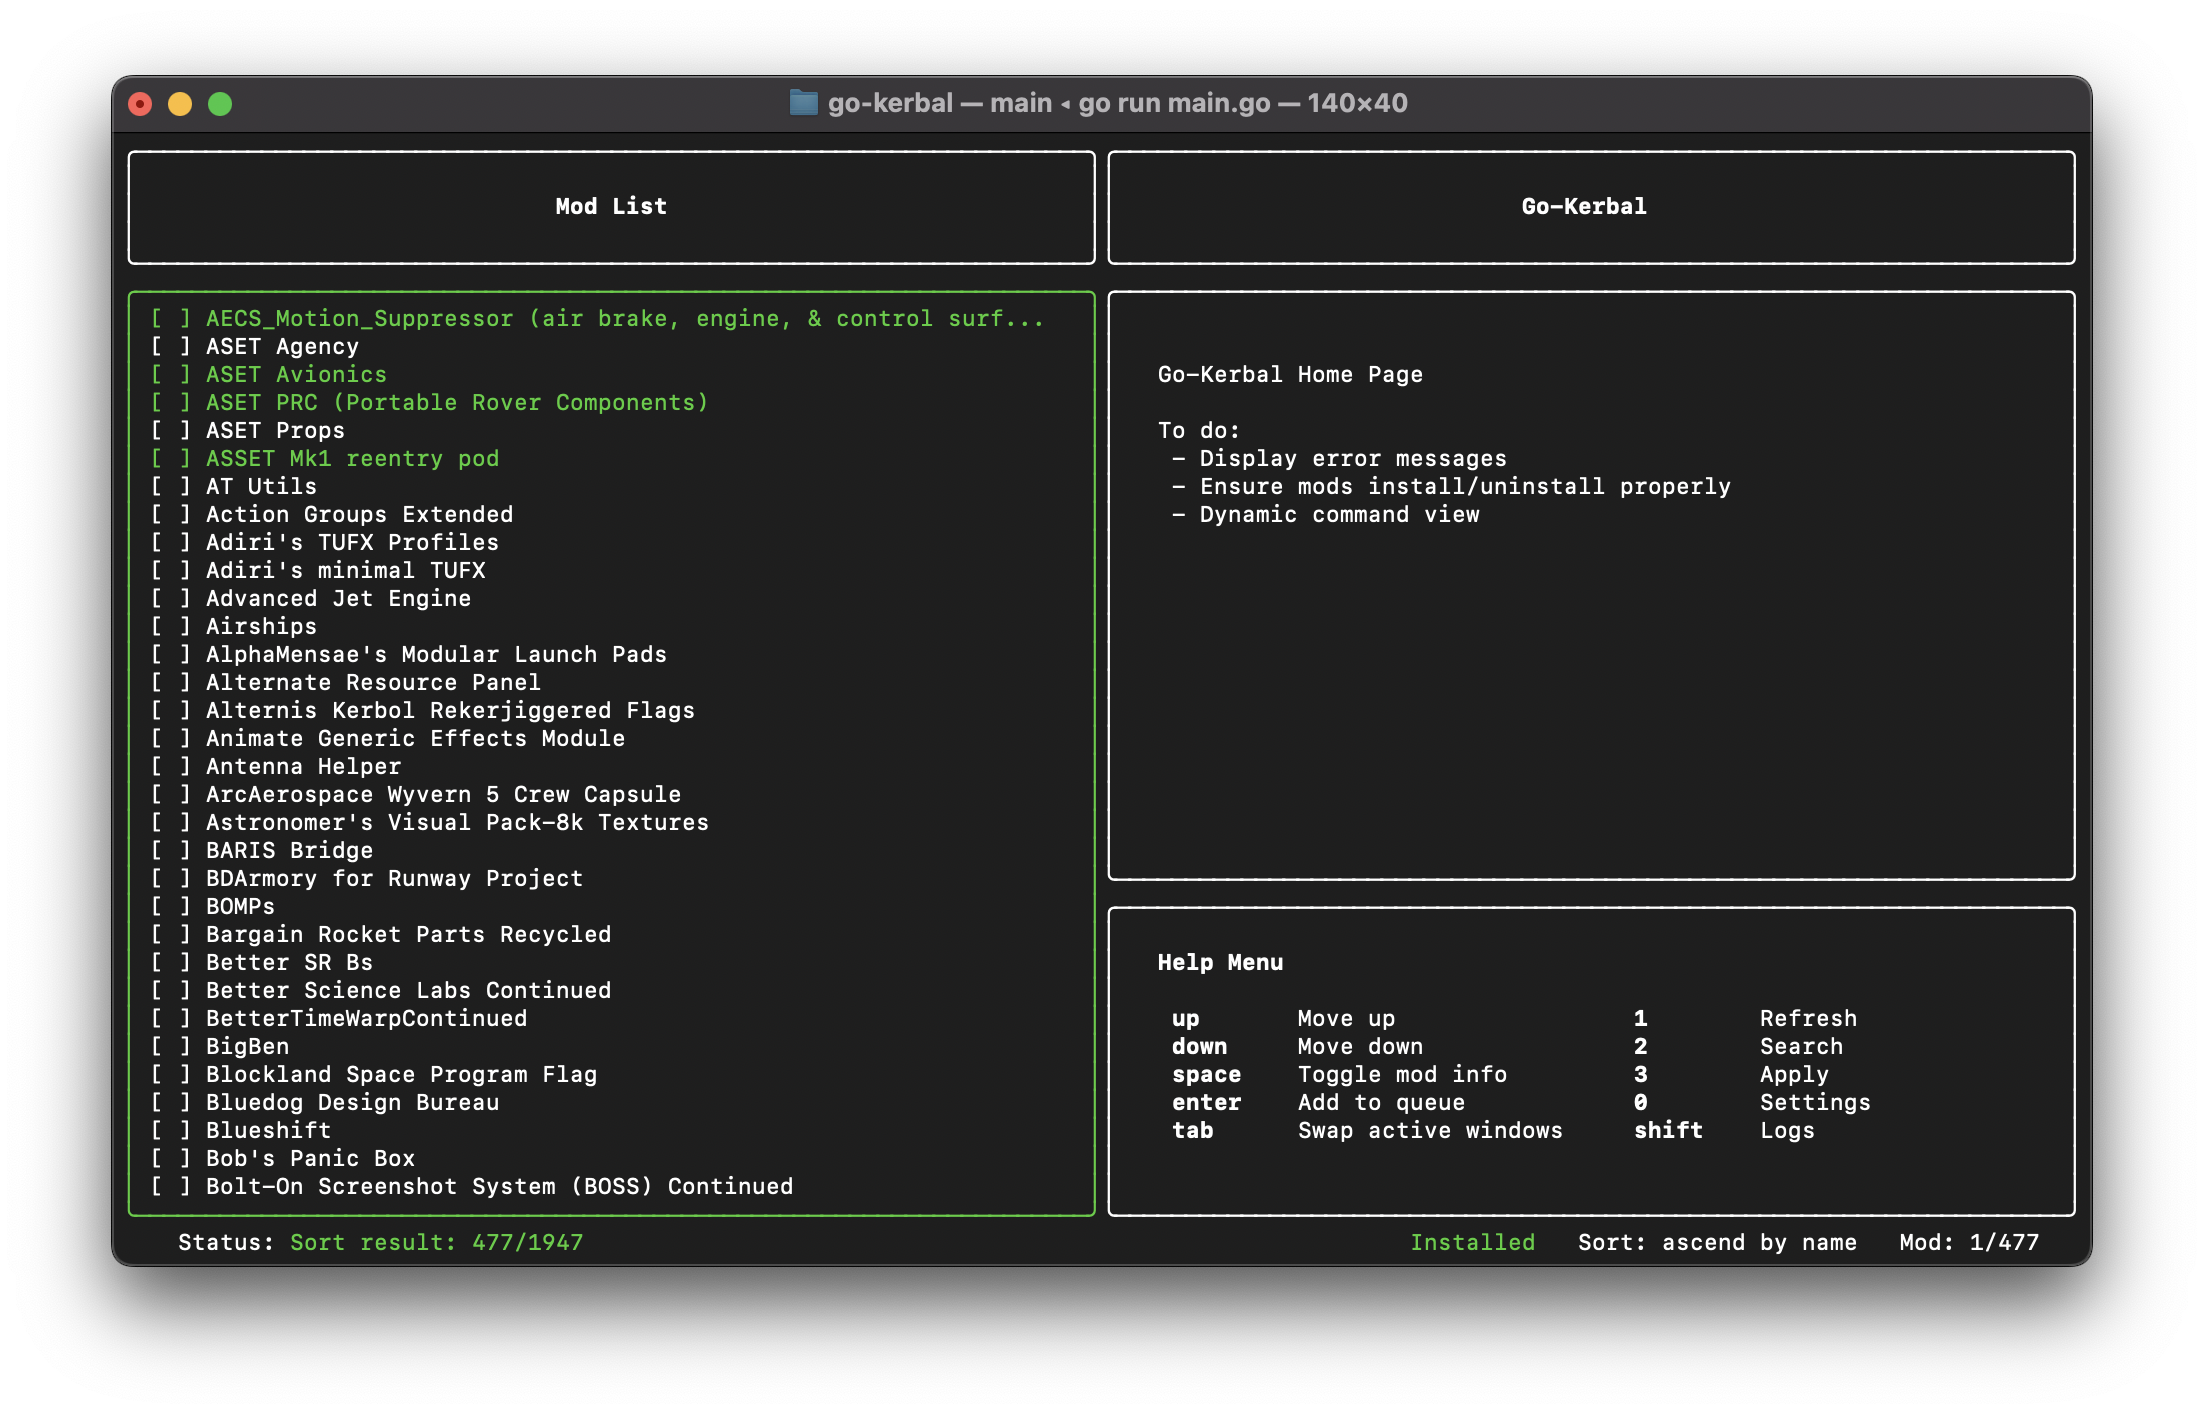 go-kerbal — main ◂ go run main.go — 140×40
Mod List
[ ] AECS_Motion_Suppressor (air brake, engine, & control surf...
[ ] ASET Agency
[ ] ASET Avionics
[ ] ASET PRC (Portable Rover Components)
[ ] ASET Props
[ ] ASSET Mk1 reentry pod
[ ] AT Utils
[ ] Action Groups Extended
[ ] Adiri's TUFX Profiles
[ ] Adiri's minimal TUFX
[ ] Advanced Jet Engine
[ ] Airships
[ ] AlphaMensae's Modular Launch Pads
[ ] Alternate Resource Panel
[ ] Alternis Kerbol Rekerjiggered Flags
[ ] Animate Generic Effects Module
[ ] Antenna Helper
[ ] ArcAerospace Wyvern 5 Crew Capsule
[ ] Astronomer's Visual Pack-8k Textures
[ ] BARIS Bridge
[ ] BDArmory for Runway Project
[ ] BOMPs
[ ] Bargain Rocket Parts Recycled
[ ] Better SR Bs
[ ] Better Science Labs Continued
[ ] BetterTimeWarpContinued
[ ] BigBen
[ ] Blockland Space Program Flag
[ ] Bluedog Design Bureau
[ ] Blueshift
[ ] Bob's Panic Box
[ ] Bolt-On Screenshot System (BOSS) Continued
Go-Kerbal
Go-Kerbal Home Page
To do:
- Display error messages
- Ensure mods install/uninstall properly
- Dynamic command view
Help Menu
up Move up 1 Refresh
down Move down 2 Search
space Toggle mod info 3 Apply
enter Add to queue 0 Settings
tab Swap active windows shift Logs
Status: Sort result: 477/1947 Installed Sort: ascend by name Mod: 1/477